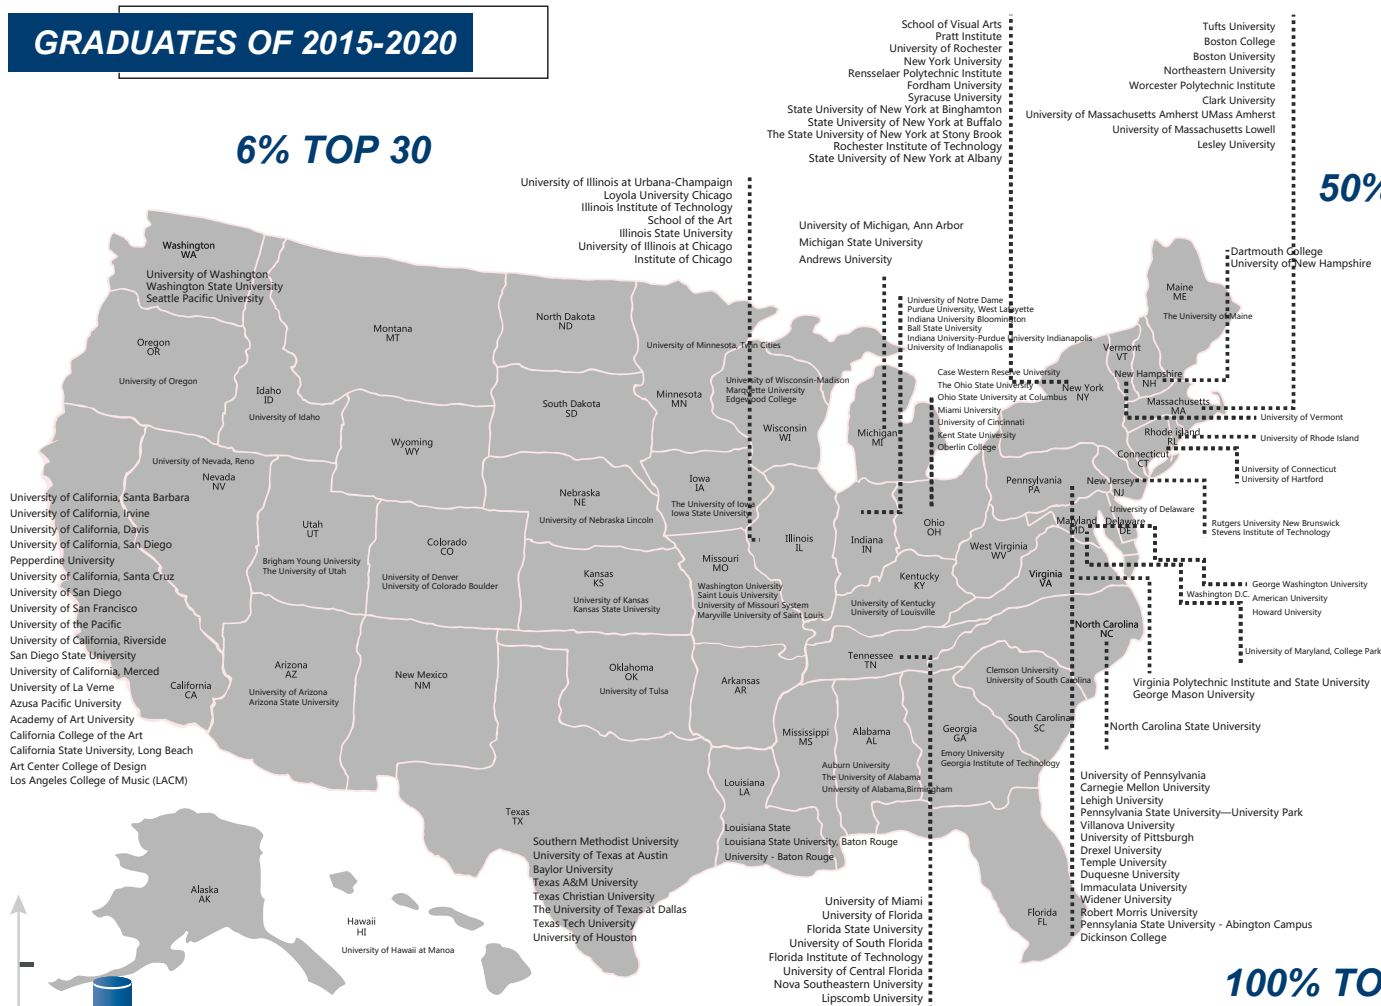 GRADUATES OF 2015-2020
6% TOP 30
50%
100% TO
School of Visual Arts
Pratt Institute
University of Rochester
New York University
Rensselaer Polytechnic Institute
Fordham University
Syracuse University
State University of New York at Binghamton
State University of New York at Buffalo
The State University of New York at Stony Brook
Rochester Institute of Technology
State University of New York at Albany
Tufts University
Boston College
Boston University
Northeastern University
Worcester Polytechnic Institute
Clark University
University of Massachusetts Amherst UMass Amherst
University of Massachusetts Lowell
Lesley University
University of Illinois at Urbana-Champaign
Loyola University Chicago
Illinois Institute of Technology
School of the Art
Illinois State University
University of Illinois at Chicago
Institute of Chicago
University of Michigan, Ann Arbor
Michigan State University
Andrews University
Dartmouth College
University of New Hampshire
Washington
WA
University of Washington
Washington State University
Seattle Pacific University
Oregon
OR
University of Oregon
Idaho
ID
University of Idaho
Montana
MT
North Dakota
ND
South Dakota
SD
Wyoming
WY
University of Minnesota, Twin Cities
Minnesota
MN
University of Wisconsin-Madison
Marquette University
Edgewood College
Wisconsin
WI
Michigan
MI
University of Notre Dame
Purdue University, West Lafayette
Indiana University Bloomington
Ball State University
Indiana University-Purdue University Indianapolis
University of Indianapolis
Case Western Reserve University
The Ohio State University
Ohio State University at Columbus
Miami University
University of Cincinnati
Kent State University
Oberlin College
Maine
ME
The University of Maine
Vermont
VT
New Hampshire
NH
New York
NY
Massachusetts
MA
University of Vermont
Rhode island
RL
University of Rhode Island
Connecticut
CT
University of Connecticut
University of Hartford
Pennsylvania
PA
New Jersey
NJ
University of Delaware
Rutgers University New Brunswick
Stevens Institute of Technology
Maryland
MD
Delaware
DE
Washington D.C.
George Washington University
American University
Howard University
University of Maryland, College Park
University of Nevada, Reno
Nevada
NV
Utah
UT
Brigham Young University
The University of Utah
Colorado
CO
University of Denver
University of Colorado Boulder
Nebraska
NE
University of Nebraska Lincoln
Kansas
KS
University of Kansas
Kansas State University
Iowa
IA
The University of Iowa
Iowa State University
Missouri
MO
Washington University
Saint Louis University
University of Missouri System
Maryville University of Saint Louis
Illinois
IL
Indiana
IN
Ohio
OH
Kentucky
KY
University of Kentucky
University of Louisville
West Virginia
WV
Virginia
VA
Virginia Polytechnic Institute and State University
George Mason University
North Carolina
NC
North Carolina State University
Tennessee
TN
Clemson University
University of South Carolina
South Carolina
SC
Georgia
GA
Emory University
Georgia Institute of Technology
Alabama
AL
Auburn University
The University of Alabama
University of Alabama,Birmingham
Mississippi
MS
Arkansas
AR
Oklahoma
OK
University of Tulsa
New Mexico
NM
Arizona
AZ
University of Arizona
Arizona State University
California
CA
University of California, Santa Barbara
University of California, Irvine
University of California, Davis
University of California, San Diego
Pepperdine University
University of California, Santa Cruz
University of San Diego
University of San Francisco
University of the Pacific
University of California, Riverside
San Diego State University
University of California, Merced
University of La Verne
Azusa Pacific University
Academy of Art University
California College of the Art
California State University, Long Beach
Art Center College of Design
Los Angeles College of Music (LACM)
Louisiana
LA
Louisiana State
Louisiana State University, Baton Rouge
University - Baton Rouge
Texas
TX
Southern Methodist University
University of Texas at Austin
Baylor University
Texas A&M University
Texas Christian University
The University of Texas at Dallas
Texas Tech University
University of Houston
Alaska
AK
Hawaii
HI
University of Hawaii at Manoa
Florida
FL
University of Miami
University of Florida
Florida State University
University of South Florida
Florida Institute of Technology
University of Central Florida
Nova Southeastern University
Lipscomb University
University of Pennsylvania
Carnegie Mellon University
Lehigh University
Pennsylvania State University—University Park
Villanova University
University of Pittsburgh
Drexel University
Temple University
Duquesne University
Immaculata University
Widener University
Robert Morris University
Pennsylania State University - Abington Campus
Dickinson College